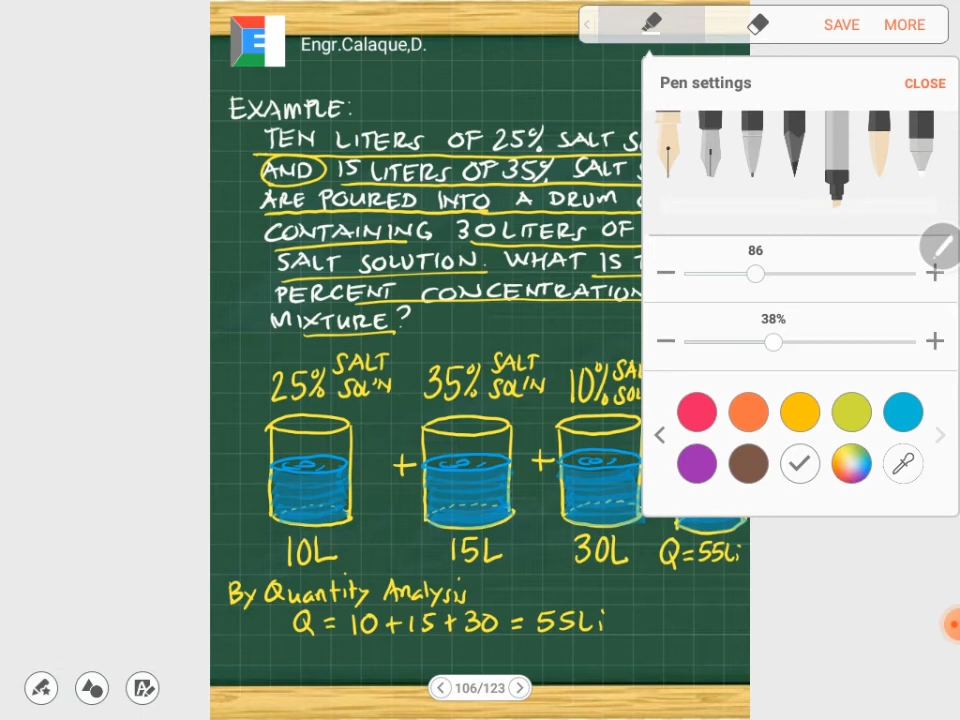 E
Engr.Calaque,D.
SAVE MORE
Pen settings CLOSE
EXAMPLE:
TEN LITERS OF 25% SALT S
AND 15 LITERS OF 35% SALT
ARE POURED INTO A DRUM
CONTAINING 30 LITERS OF
SALT SOLUTION. WHAT IS
PERCENT CONCENTRATION
MIXTURE?
86
38%
25% SALT SOL'N 35% SALT SOL'N 10% SAL SOL
+ +
10L 15L 30L Q=55Li
By Quantity Analysis
Q = 10+15+30 = 55Li
106/123